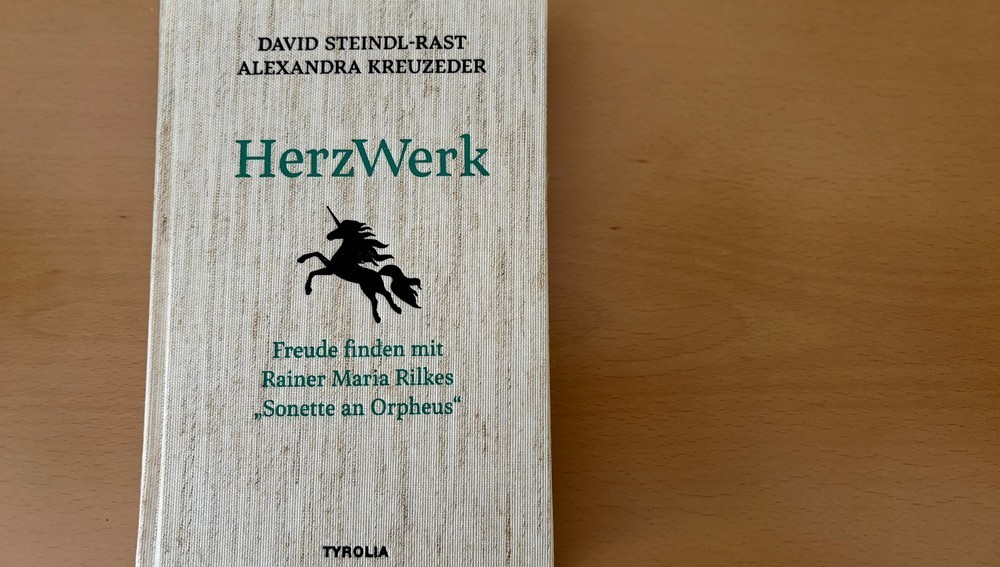 DAVID STEINDL-RAST
ALEXANDRA KREUZEDER
HerzWerk
Freude finden mit
Rainer Maria Rilkes
„Sonette an Orpheus“
TYROLIA